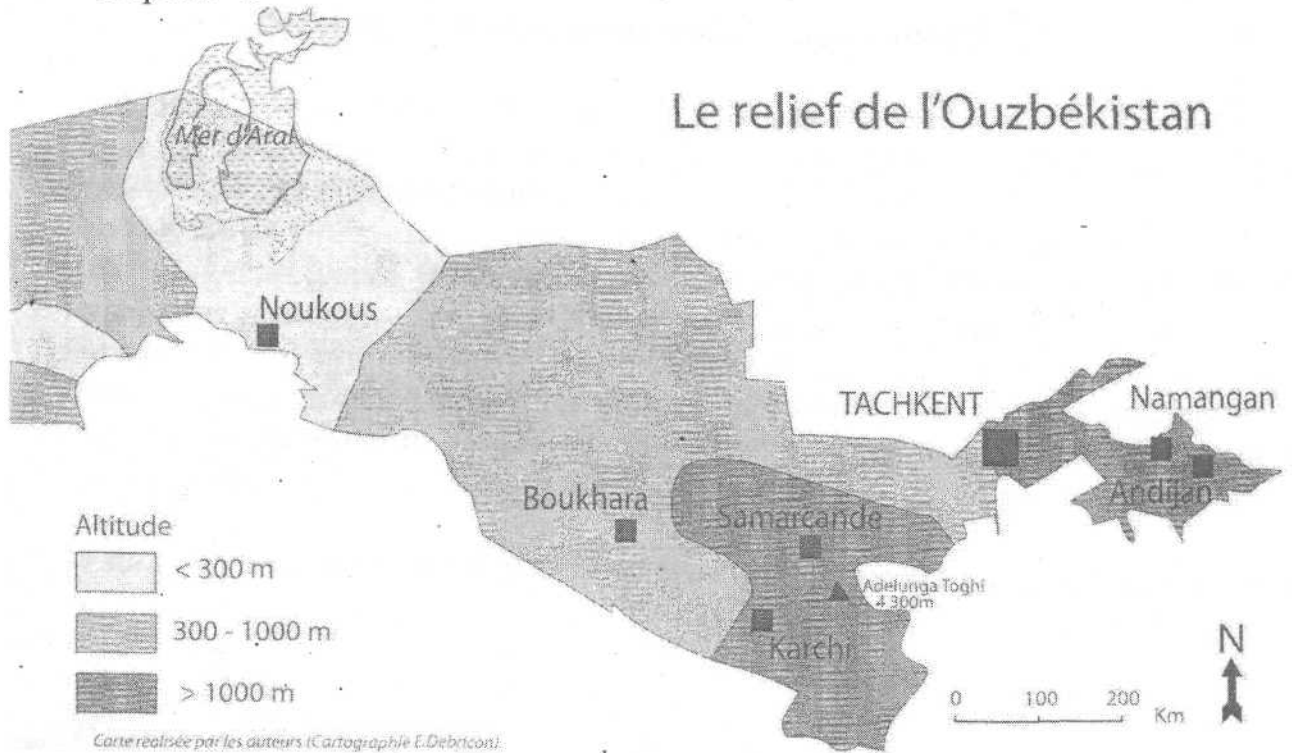 Le relief de l'Ouzbékistan
Mer d'Aral
Noukous
TACHKENT
Namangan
Andijan
Boukhara
Samarcande
Adelunga Toghi
4 300m
Karchi
Altitude
< 300 m
300 - 1000 m
> 1000 m
0 100 200
Km
N
Carte réalisée par les auteurs (Cartographie E.Debricon)